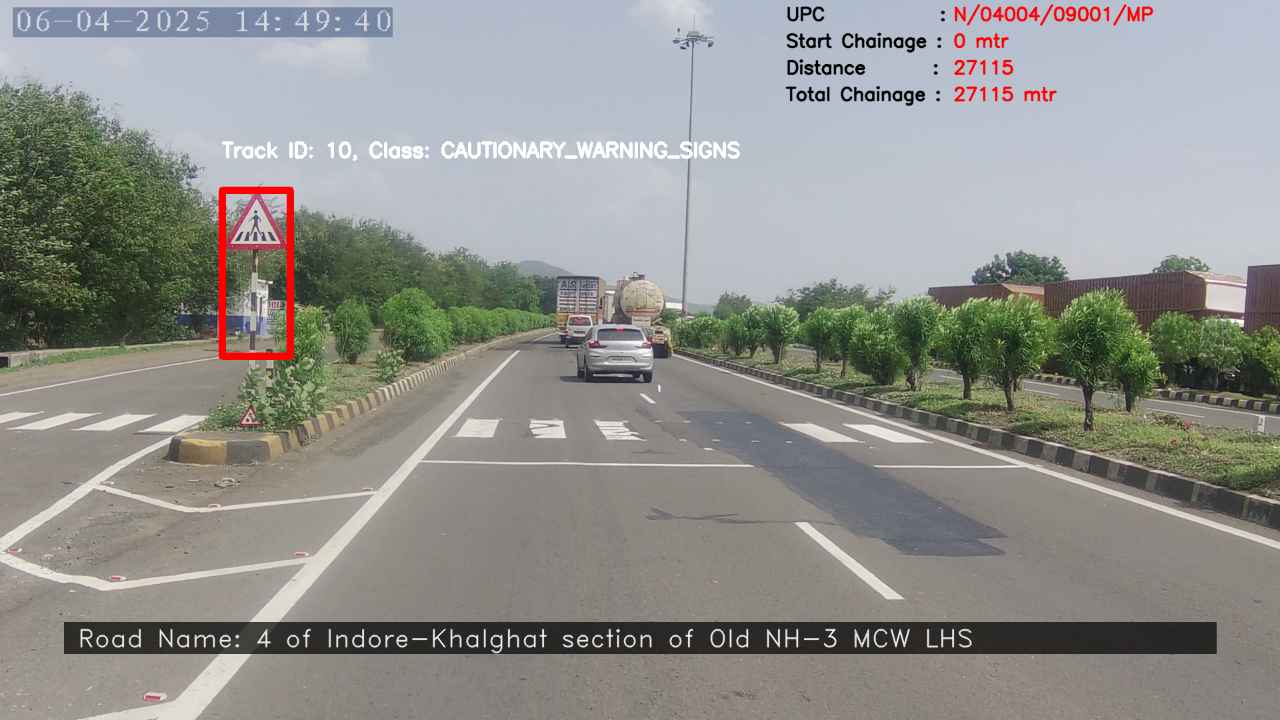 06-04-2025 14:49:40
UPC : N/04004/09001/MP
Start Chainage : 0 mtr
Distance : 27115
Total Chainage : 27115 mtr
Track ID: 10, Class: CAUTIONARY_WARNING_SIGNS
Road Name: 4 of Indore-Khalghat section of Old NH-3 MCW LHS